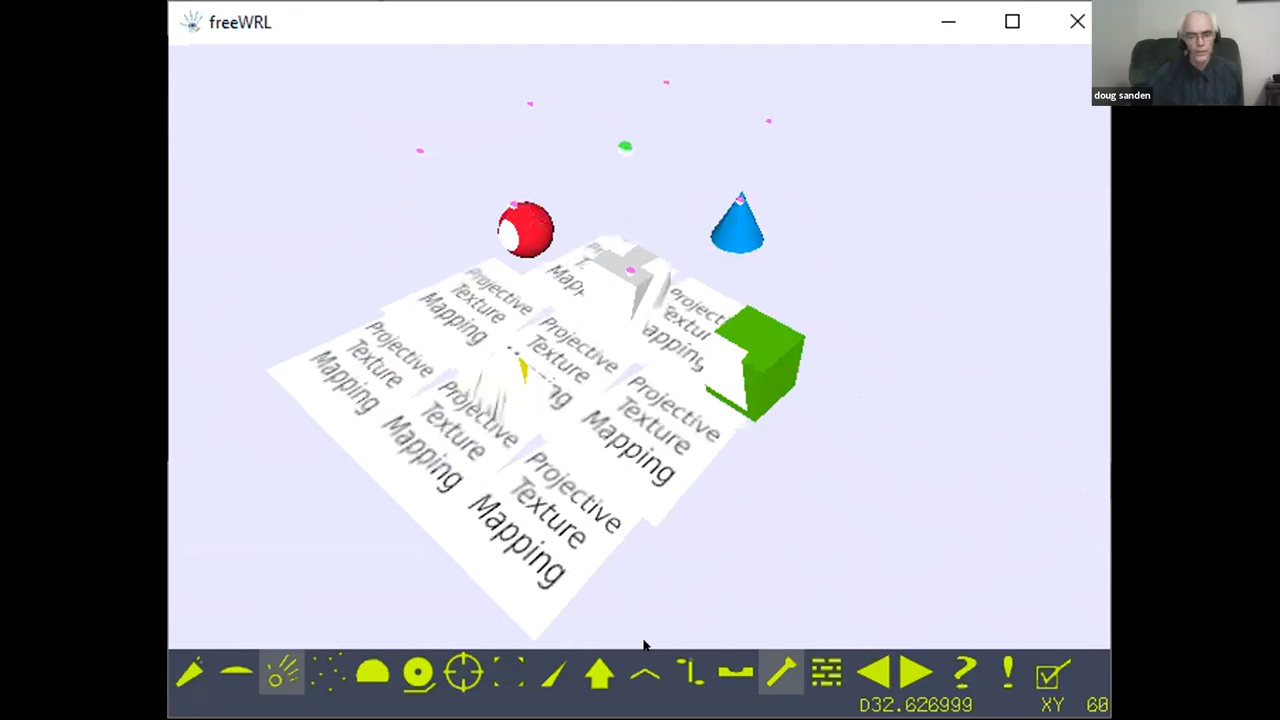 freeWRL
doug sanden
Projective
Texture
Mapping
Projective
Texture
Mapping
Projective
Texture
Mapping
Projective
Texture
Mapping
Projective
Texture
Mapping
Projective
Texture
Mapping
D32.626999 XY 60